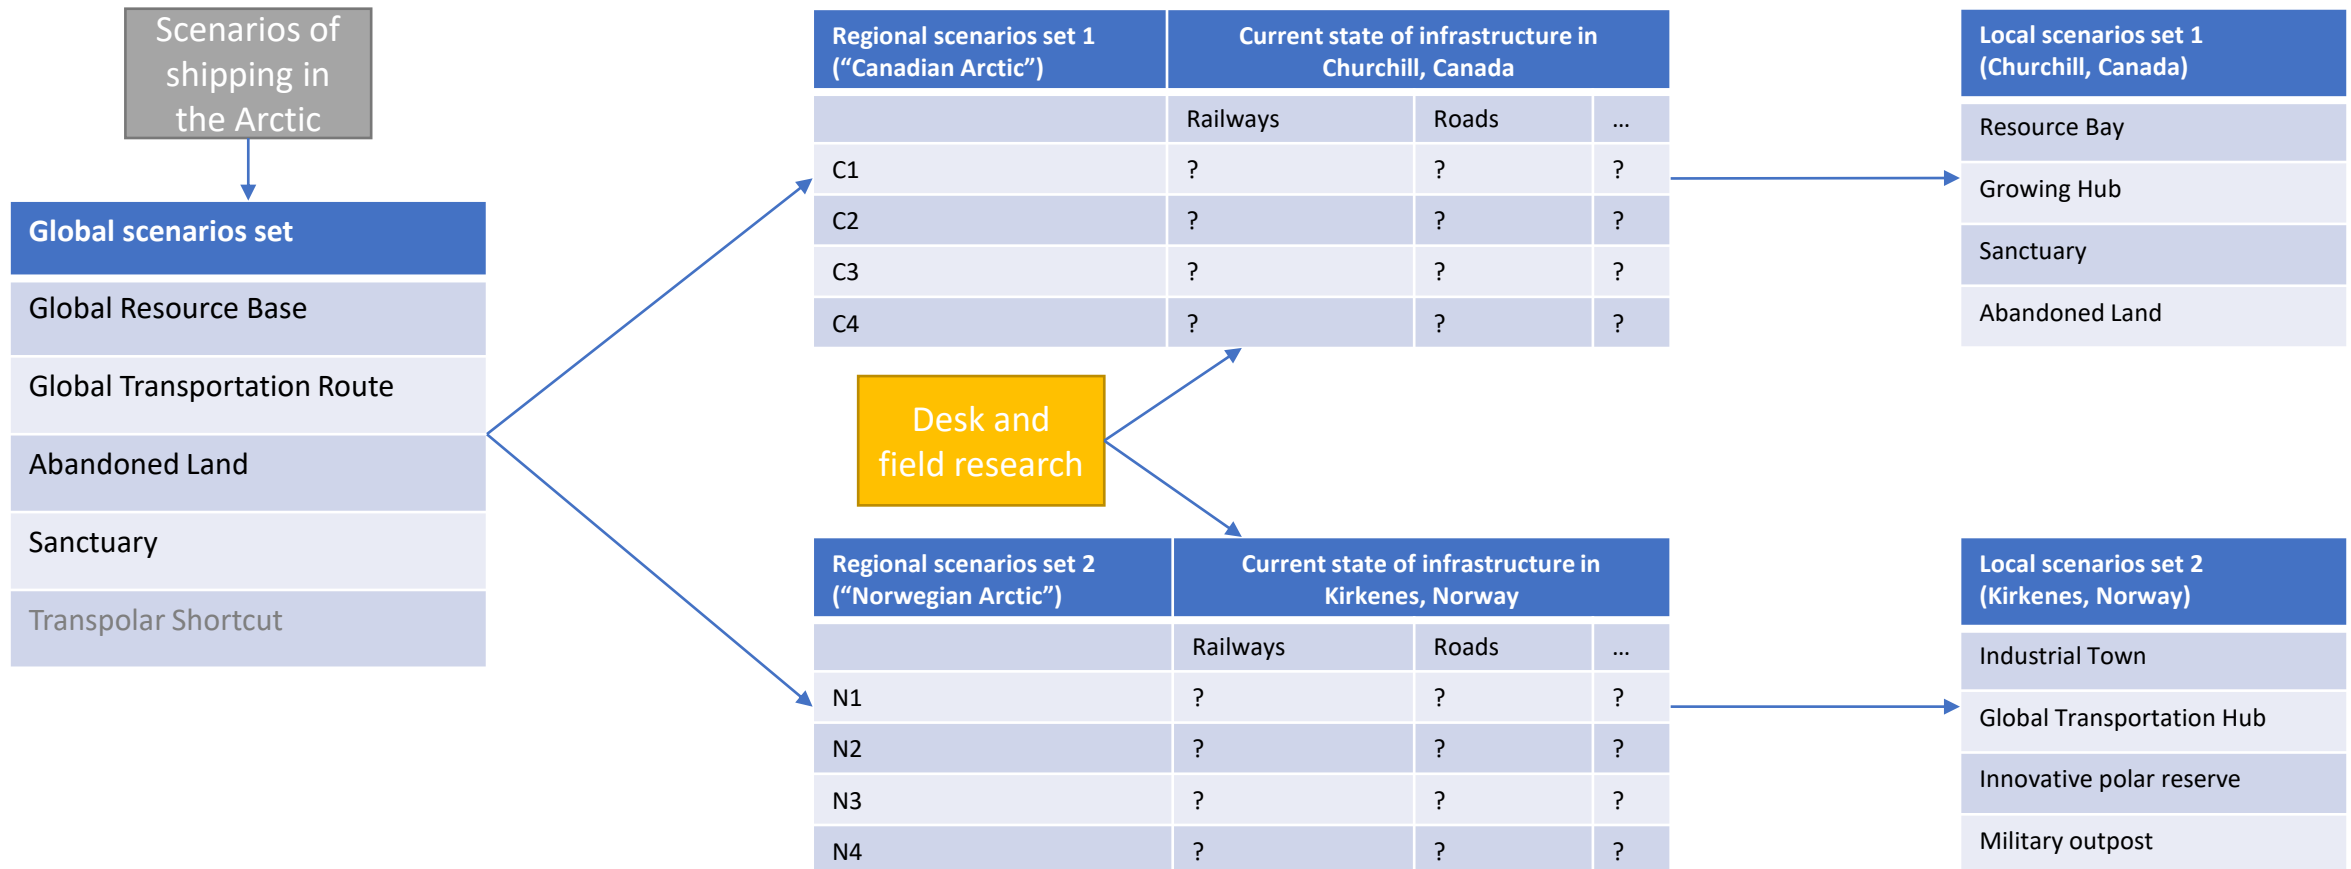 Scenarios of
shipping in
the Arctic
Global scenarios set
Global Resource Base
Global Transportation Route
Abandoned Land
Sanctuary
Transpolar Shortcut
Regional scenarios set 1
(“Canadian Arctic”)
Current state of infrastructure in
Churchill, Canada
Railways Roads ...
C1 ? ? ?
C2 ? ? ?
C3 ? ? ?
C4 ? ? ?
Desk and
field research
Regional scenarios set 2
(“Norwegian Arctic”)
Current state of infrastructure in
Kirkenes, Norway
Railways Roads ...
N1 ? ? ?
N2 ? ? ?
N3 ? ? ?
N4 ? ? ?
Local scenarios set 1
(Churchill, Canada)
Resource Bay
Growing Hub
Sanctuary
Abandoned Land
Local scenarios set 2
(Kirkenes, Norway)
Industrial Town
Global Transportation Hub
Innovative polar reserve
Military outpost